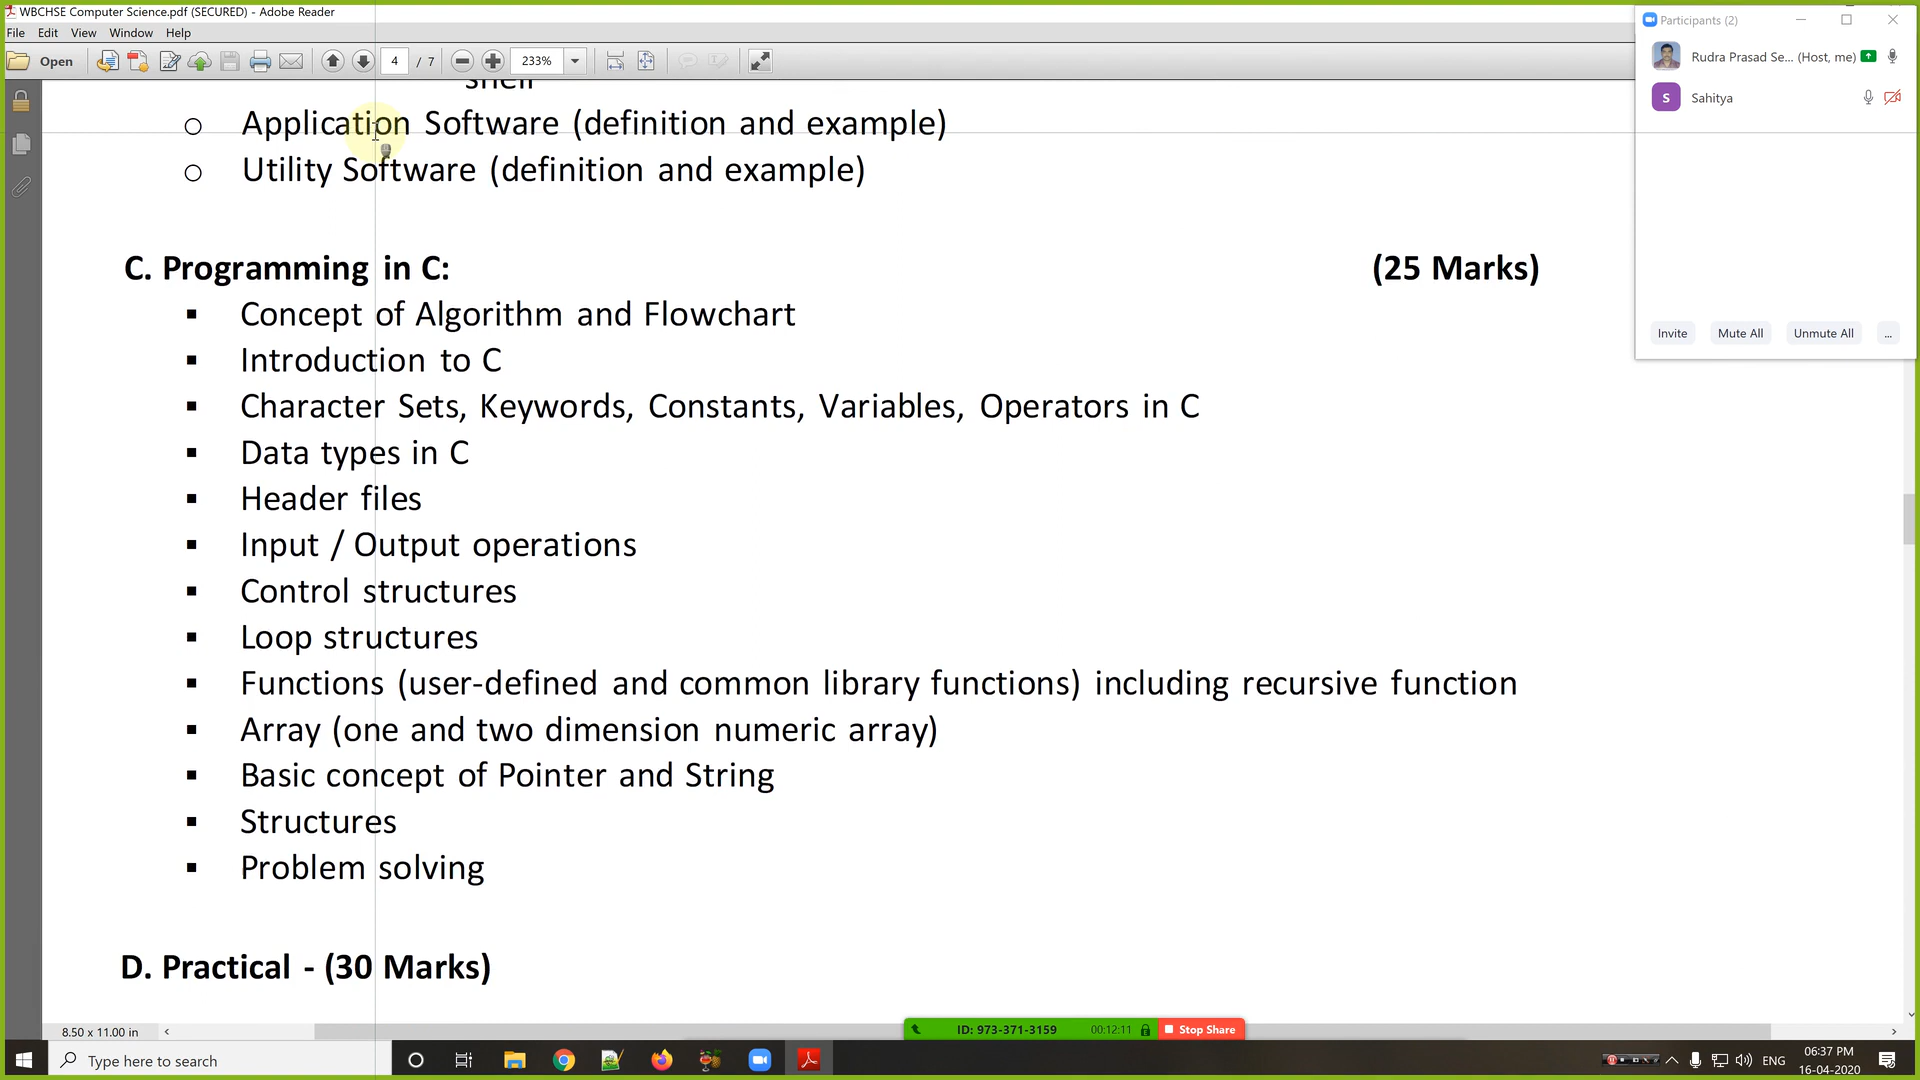 WBCHSE Computer Science.pdf (SECURED) - Adobe Reader
File Edit View Window Help
Open 4 / 7 233%
shell
o Application Software (definition and example)
o Utility Software (definition and example)
C. Programming in C: (25 Marks)
▪ Concept of Algorithm and Flowchart
▪ Introduction to C
▪ Character Sets, Keywords, Constants, Variables, Operators in C
▪ Data types in C
▪ Header files
▪ Input / Output operations
▪ Control structures
▪ Loop structures
▪ Functions (user-defined and common library functions) including recursive function
▪ Array (one and two dimension numeric array)
▪ Basic concept of Pointer and String
▪ Structures
▪ Problem solving
D. Practical - (30 Marks)
8.50 x 11.00 in
Participants (2)
Rudra Prasad Se... (Host, me)
S Sahitya
Invite Mute All Unmute All ...
ID: 973-371-3159 00:12:11 Stop Share
Type here to search
ENG
06:37 PM
16-04-2020